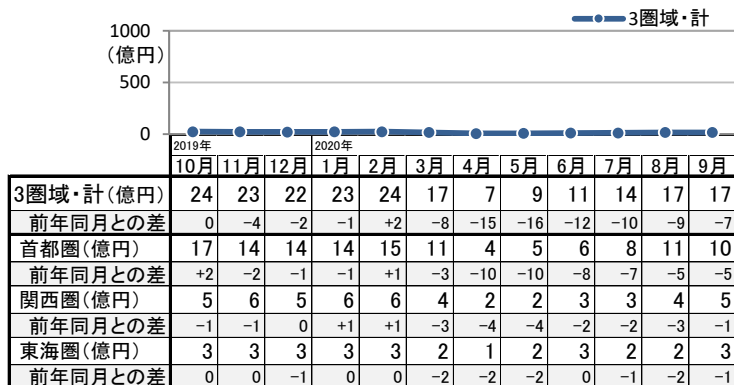 3圏域・計
1000
(億円)
500
0
2019年 2020年
10月 11月 12月 1月 2月 3月 4月 5月 6月 7月 8月 9月
3圏域・計(億円) 24 23 22 23 24 17 7 9 11 14 17 17
前年同月との差 0 −4 −2 −1 +2 −8 −15 −16 −12 −10 −9 −7
首都圏(億円) 17 14 14 14 15 11 4 5 6 8 11 10
前年同月との差 +2 −2 −1 −1 +1 −3 −10 −10 −8 −7 −5 −5
関西圏(億円) 5 6 5 6 6 4 2 2 3 3 4 5
前年同月との差 −1 −1 0 +1 +1 −3 −4 −4 −2 −2 −3 −1
東海圏(億円) 3 3 3 3 3 2 1 2 3 2 2 3
前年同月との差 0 0 −1 0 0 −2 −2 −2 0 −1 −2 −1